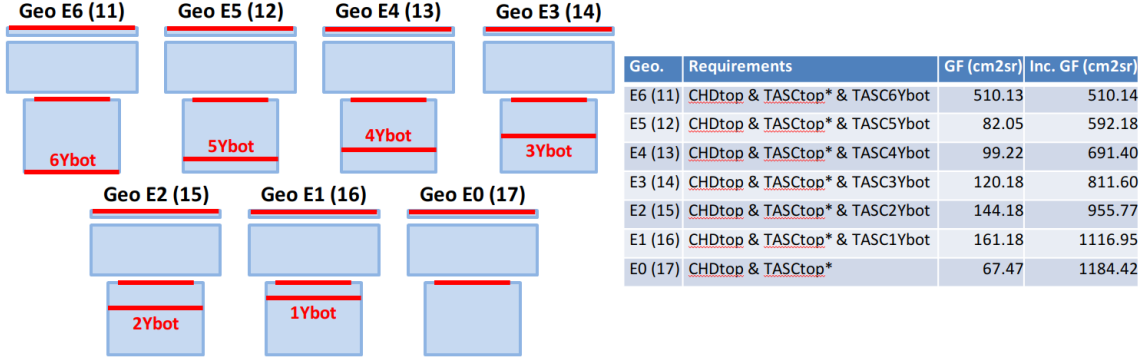 Geo E6 (11) Geo E5 (12) Geo E4 (13) Geo E3 (14)
6Ybot
5Ybot
4Ybot
3Ybot
Geo E2 (15) Geo E1 (16) Geo E0 (17)
2Ybot
1Ybot
Geo. Requirements GF (cm2sr) Inc. GF (cm2sr)
E6 (11) CHDtop & TASCtop* & TASC6Ybot 510.13 510.14
E5 (12) CHDtop & TASCtop* & TASC5Ybot 82.05 592.18
E4 (13) CHDtop & TASCtop* & TASC4Ybot 99.22 691.40
E3 (14) CHDtop & TASCtop* & TASC3Ybot 120.18 811.60
E2 (15) CHDtop & TASCtop* & TASC2Ybot 144.18 955.77
E1 (16) CHDtop & TASCtop* & TASC1Ybot 161.18 1116.95
E0 (17) CHDtop & TASCtop* 67.47 1184.42